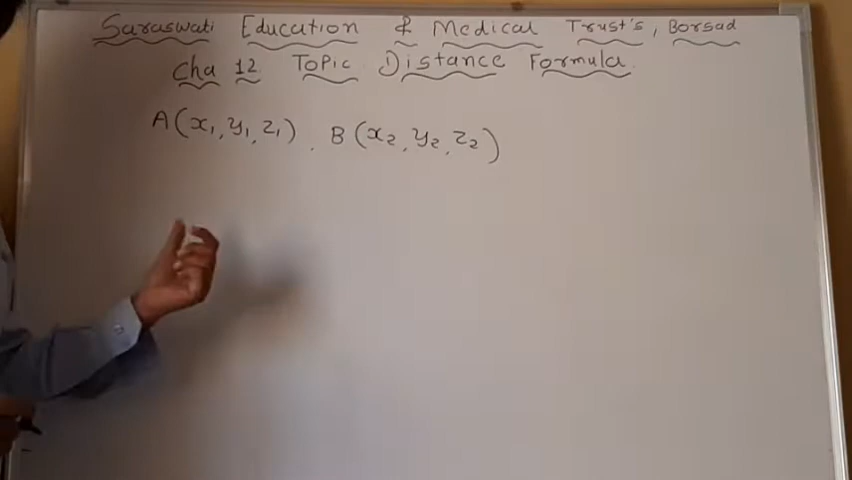 Saraswati Education & Medical Trust's, Borsad
Cha 12 Topic Distance Formula
A(x₁, y₁, z₁) , B(x₂, y₂, z₂)